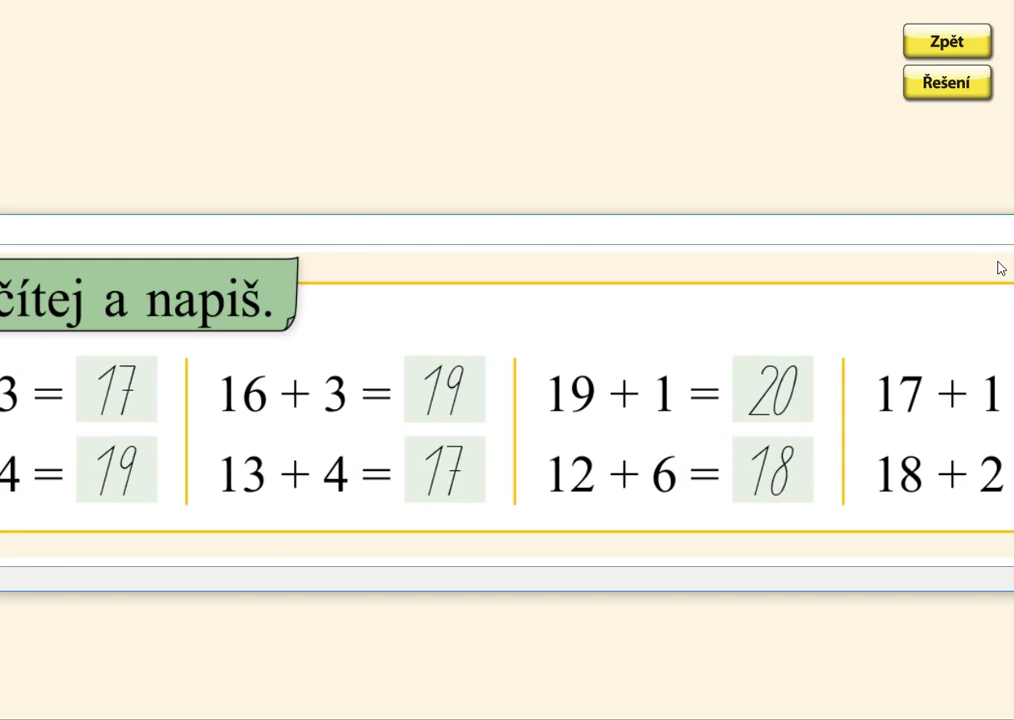 Zpět
Řešení
čítej a napiš.
3 = 17 16 + 3 = 19 19 + 1 = 20 17 + 1
4 = 19 13 + 4 = 17 12 + 6 = 18 18 + 2